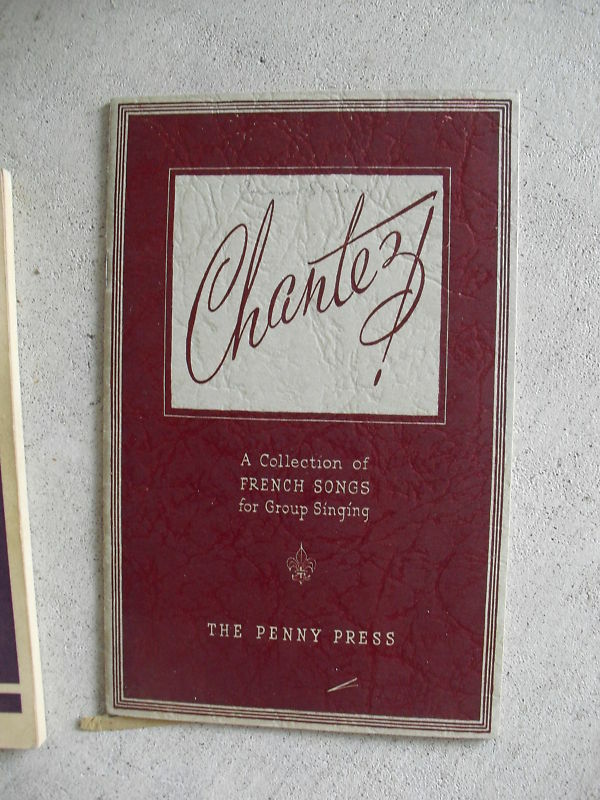 Chantez!
A Collection of
FRENCH SONGS
for Group Singing
THE PENNY PRESS